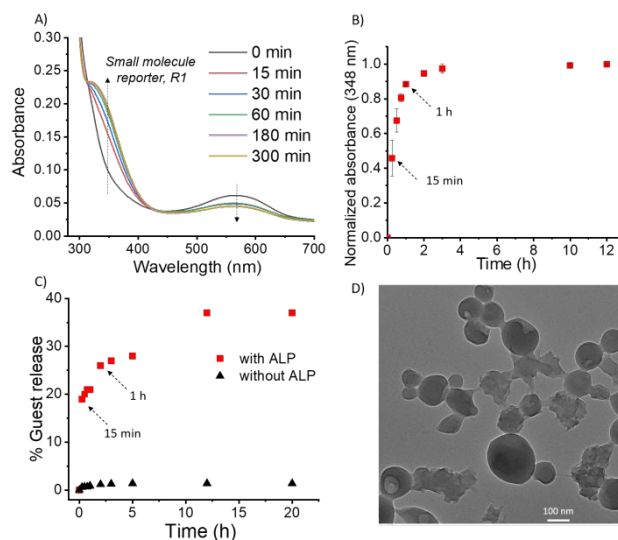 A)
Small molecule
reporter, R1
0 min
15 min
30 min
60 min
180 min
300 min
0.30
0.25
0.20
0.15
0.10
0.05
0.00
Absorbance
300 400 500 600 700
Wavelength (nm)
B)
Normalized absorbance (348 nm)
1.0
0.8
0.6
0.4
0.2
0.0
1 h
15 min
0 2 4 6 8 10 12
Time (h)
C)
% Guest release
40
30
20
10
0
with ALP
without ALP
1 h
15 min
0 5 10 15 20
Time (h)
D)
100 nm